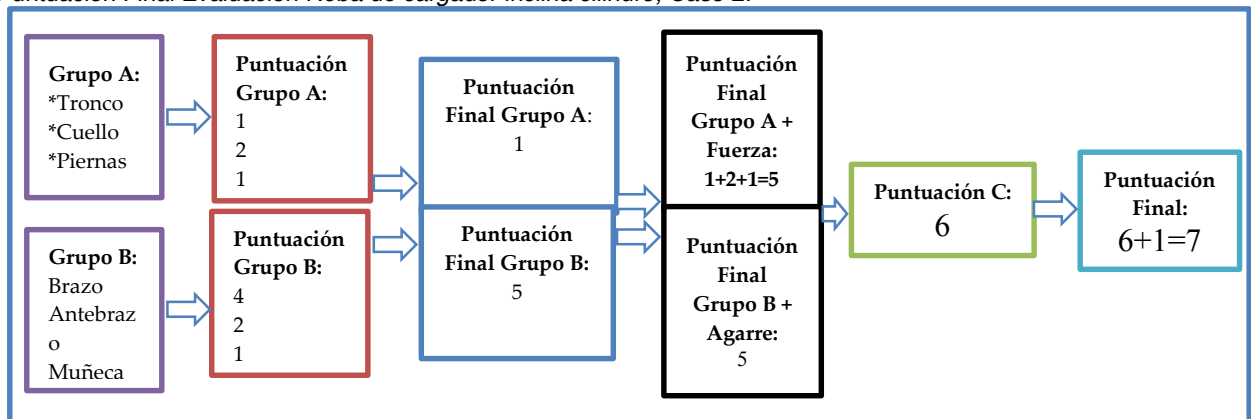 Puntuación Final Evaluación Reba de cargador inclina cilindro, Caso 2.
Grupo A:
*Tronco
*Cuello
*Piernas
Puntuación
Grupo A:
1
2
1
Puntuación
Final Grupo A:
1
Puntuación
Final
Grupo A +
Fuerza:
1+2+1=5
Grupo B:
Brazo
Antebraz
o
Muñeca
Puntuación
Grupo B:
4
2
1
Puntuación
Final Grupo B:
5
Puntuación
Final
Grupo B +
Agarre:
5
Puntuación C:
6
Puntuación
Final:
6+1=7